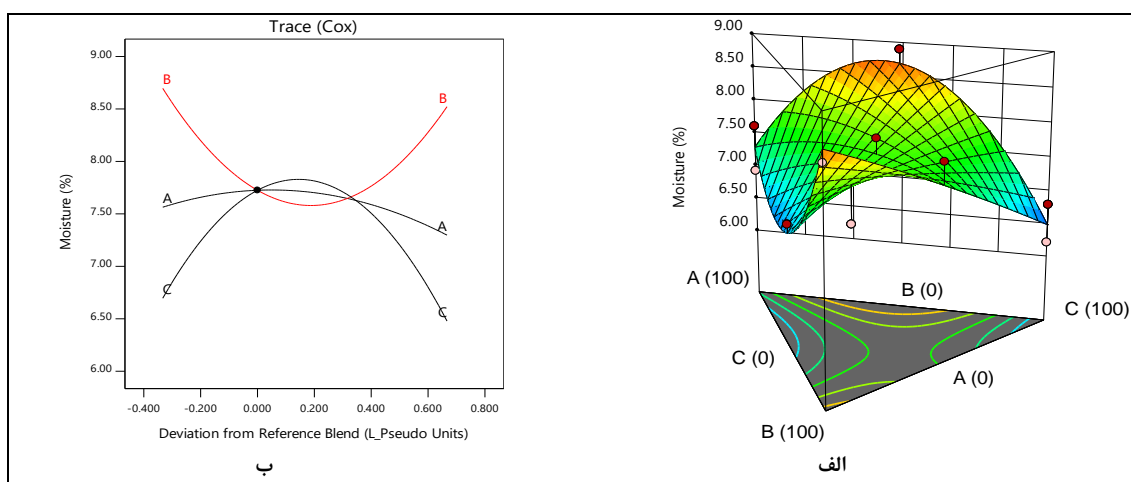 Trace (Cox)
Moisture (%)
9.00
8.50
8.00
7.50
7.00
6.50
6.00
B
B
A
A
C
C
-0.400 -0.200 0.000 0.200 0.400 0.600 0.800
Deviation from Reference Blend (L_Pseudo Units)
ب
Moisture (%)
9.00
8.50
8.00
7.50
7.00
6.50
6.00
A (100)
B (0)
C (100)
C (0)
A (0)
B (100)
الف